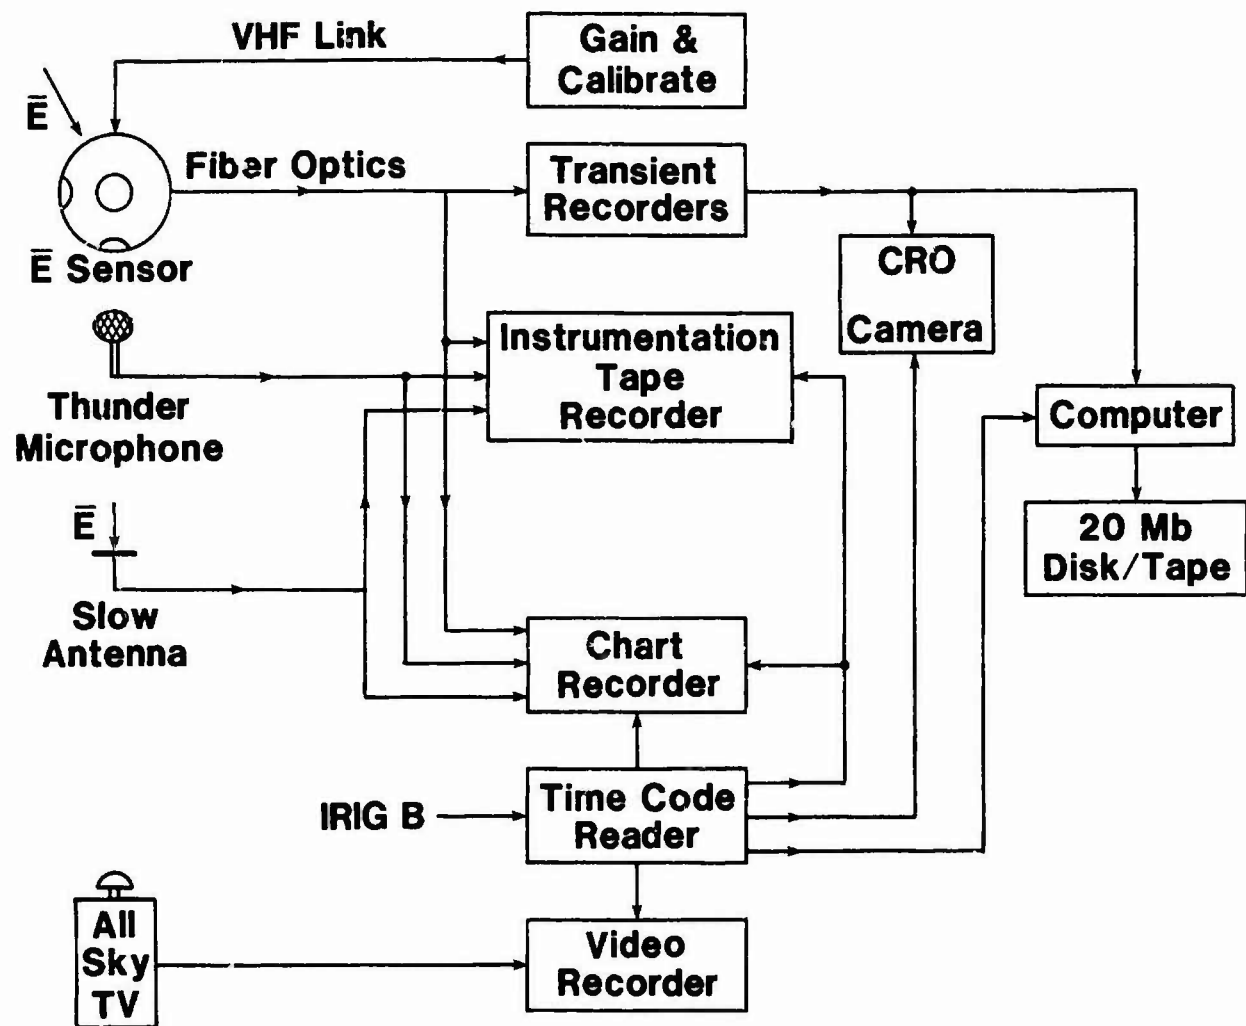 VHF Link
Gain &
Calibrate
E̅
Fiber Optics
Transient
Recorders
E̿ Sensor
CRO
Camera
Instrumentation
Tape
Recorder
Thunder
Microphone
Computer
E̅
20 Mb
Disk/Tape
Slow
Antenna
Chart
Recorder
IRIG B
Time Code
Reader
All
Sky
TV
Video
Recorder